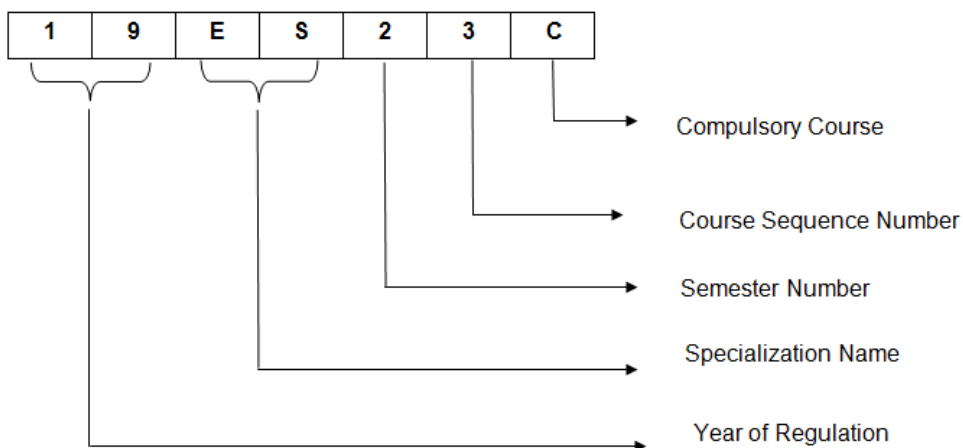 1 9 E S 2 3 C
Compulsory Course
Course Sequence Number
Semester Number
Specialization Name
Year of Regulation